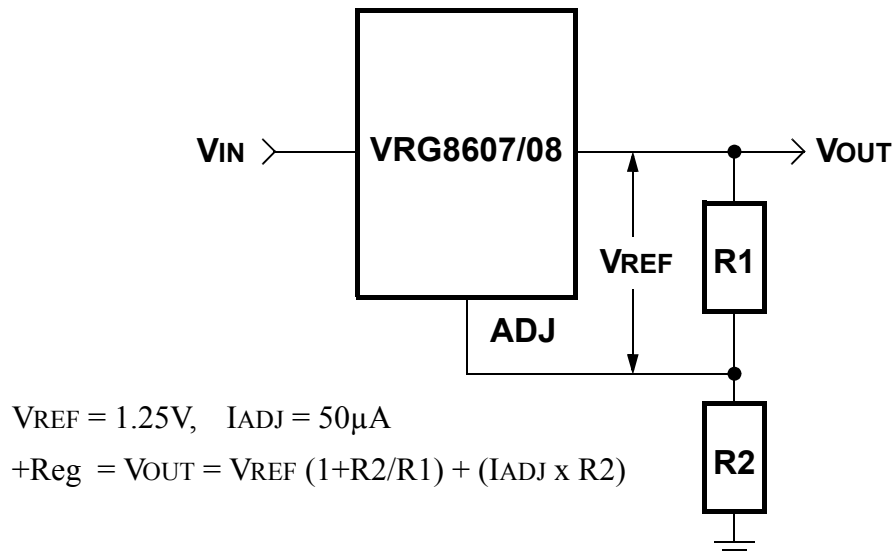 VIN
VRG8607/08
VOUT
VREF
R1
ADJ
VREF = 1.25V, IADJ = 50µA
+Reg = VOUT = VREF (1+R2/R1) + (IADJ x R2)
R2